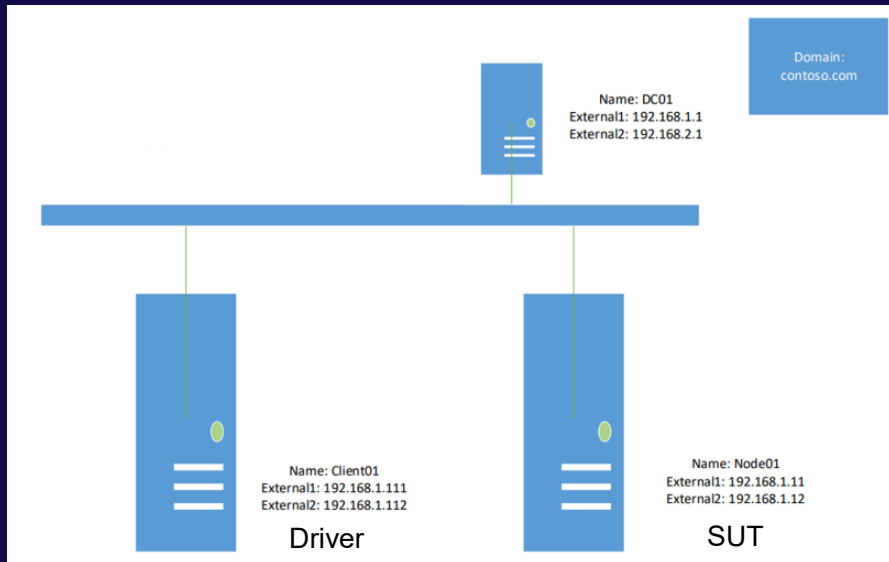 Domain:
contoso.com
Name: DC01
External1: 192.168.1.1
External2: 192.168.2.1
Name: Client01
External1: 192.168.1.111
External2: 192.168.1.112
Driver
Name: Node01
External1: 192.168.1.11
External2: 192.168.1.12
SUT